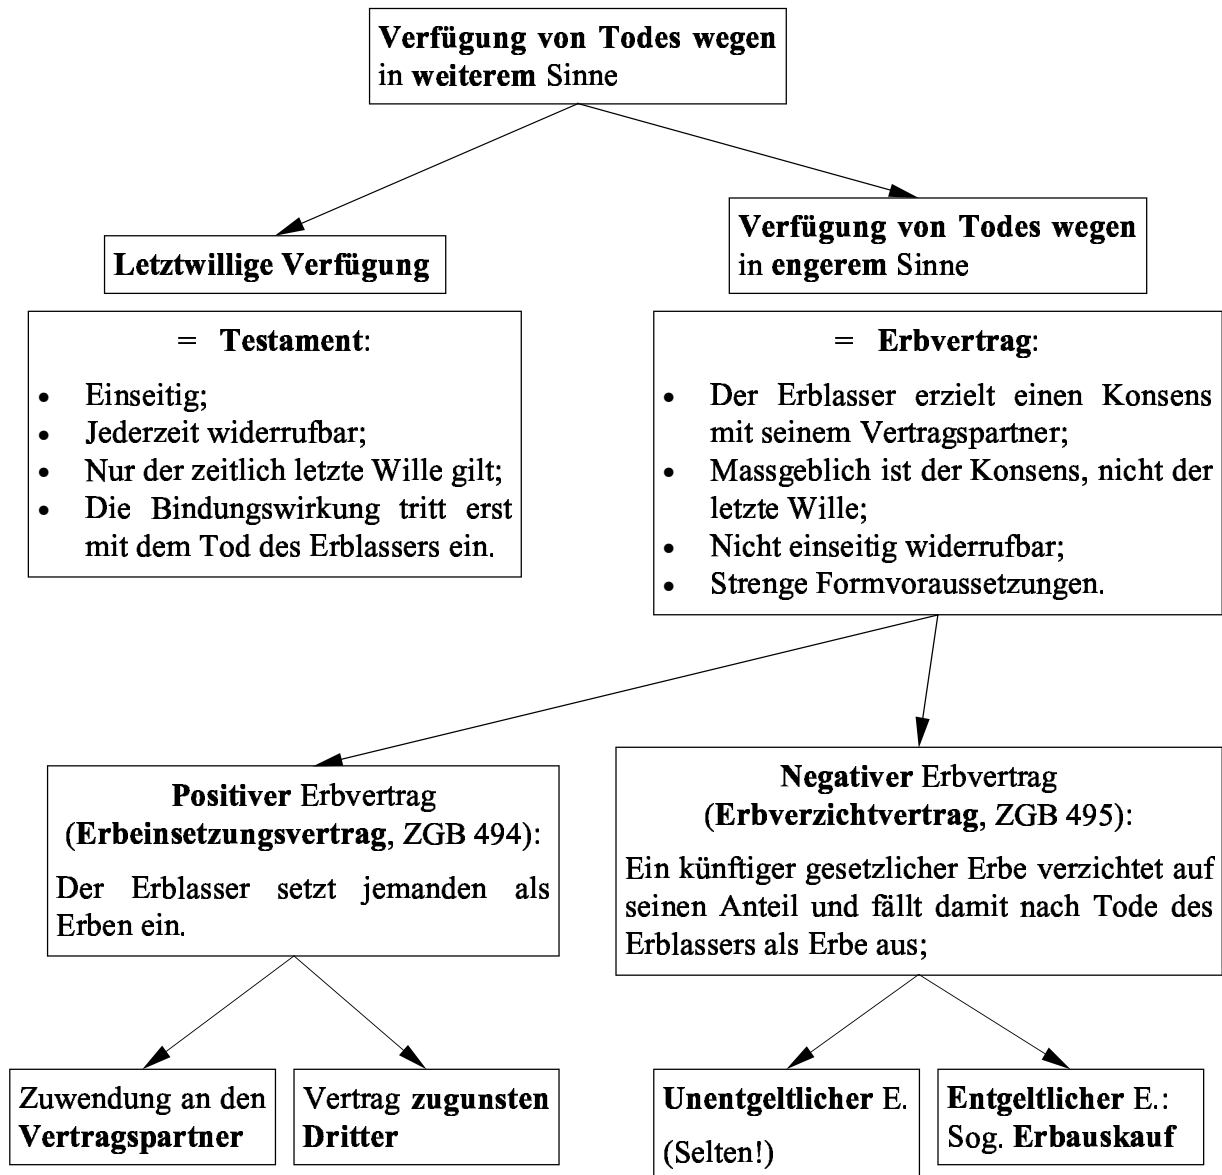 Verfügung von Todes wegen
in weiterem Sinne
Letztwillige Verfügung
Verfügung von Todes wegen
in engerem Sinne
= Testament:
• Einseitig;
• Jederzeit widerrufbar;
• Nur der zeitlich letzte Wille gilt;
• Die Bindungswirkung tritt erst
mit dem Tod des Erblassers ein.
= Erbvertrag:
• Der Erblasser erzielt einen Konsens
mit seinem Vertragspartner;
• Massgeblich ist der Konsens, nicht der
letzte Wille;
• Nicht einseitig widerrufbar;
• Strenge Formvoraussetzungen.
Positiver Erbvertrag
(Erbeinsetzungsvertrag, ZGB 494):
Der Erblasser setzt jemanden als
Erben ein.
Negativer Erbvertrag
(Erbverzichtvertrag, ZGB 495):
Ein künftiger gesetzlicher Erbe verzichtet auf
seinen Anteil und fällt damit nach Tode des
Erblassers als Erbe aus;
Zuwendung an den
Vertragspartner
Vertrag zugunsten
Dritter
Unentgeltlicher E.
(Selten!)
Entgeltlicher E.:
Sog. Erbauskauf